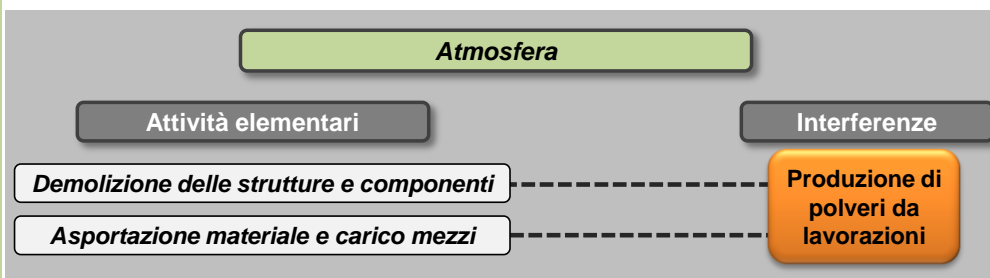 Atmosfera
Attività elementari
Interferenze
Demolizione delle strutture e componenti
Asportazione materiale e carico mezzi
Produzione di
polveri da
lavorazioni